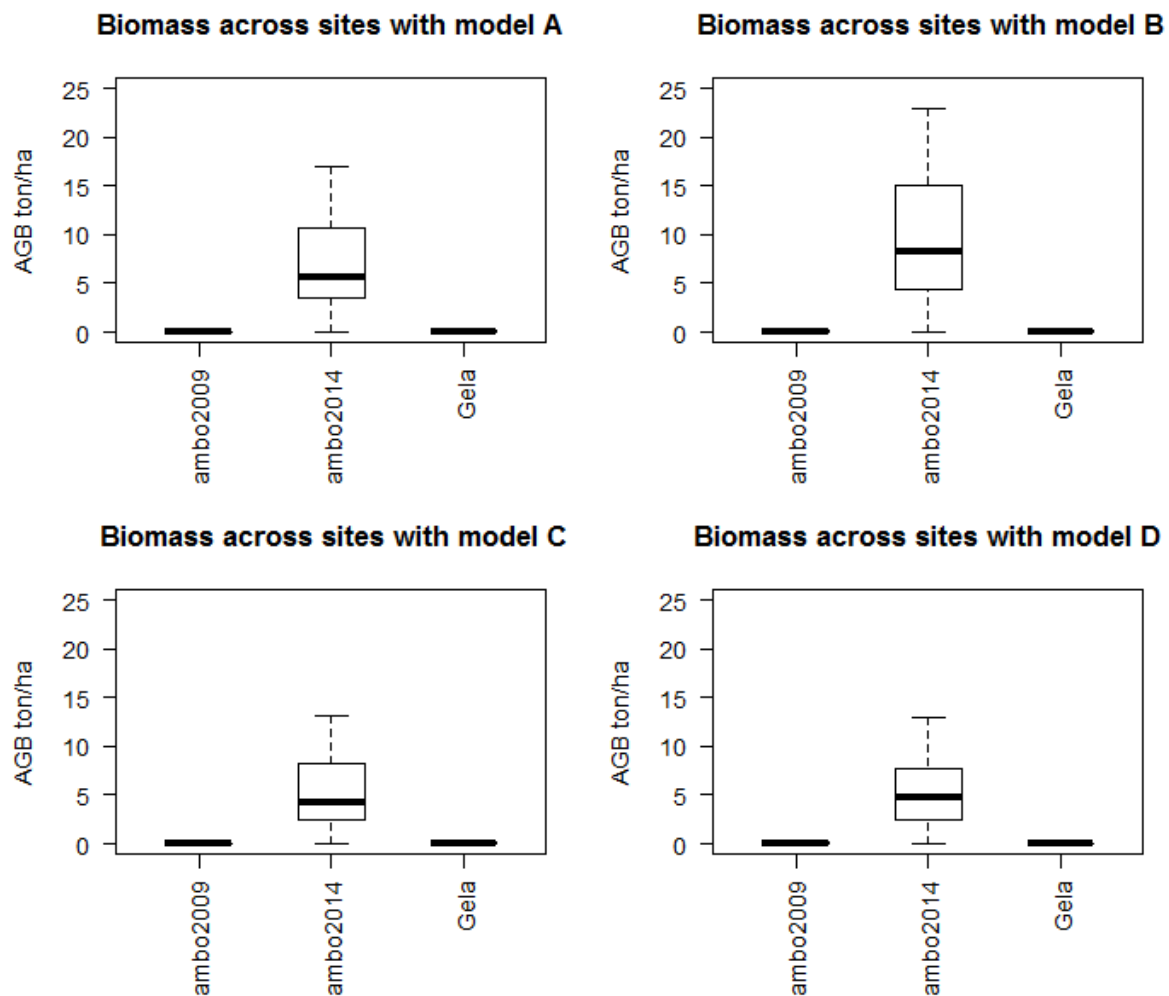 Biomass across sites with model A
AGB ton/ha
25
20
15
10
5
0
ambo2009
ambo2014
Gela
Biomass across sites with model B
AGB ton/ha
25
20
15
10
5
0
ambo2009
ambo2014
Gela
Biomass across sites with model C
AGB ton/ha
25
20
15
10
5
0
ambo2009
ambo2014
Gela
Biomass across sites with model D
AGB ton/ha
25
20
15
10
5
0
ambo2009
ambo2014
Gela